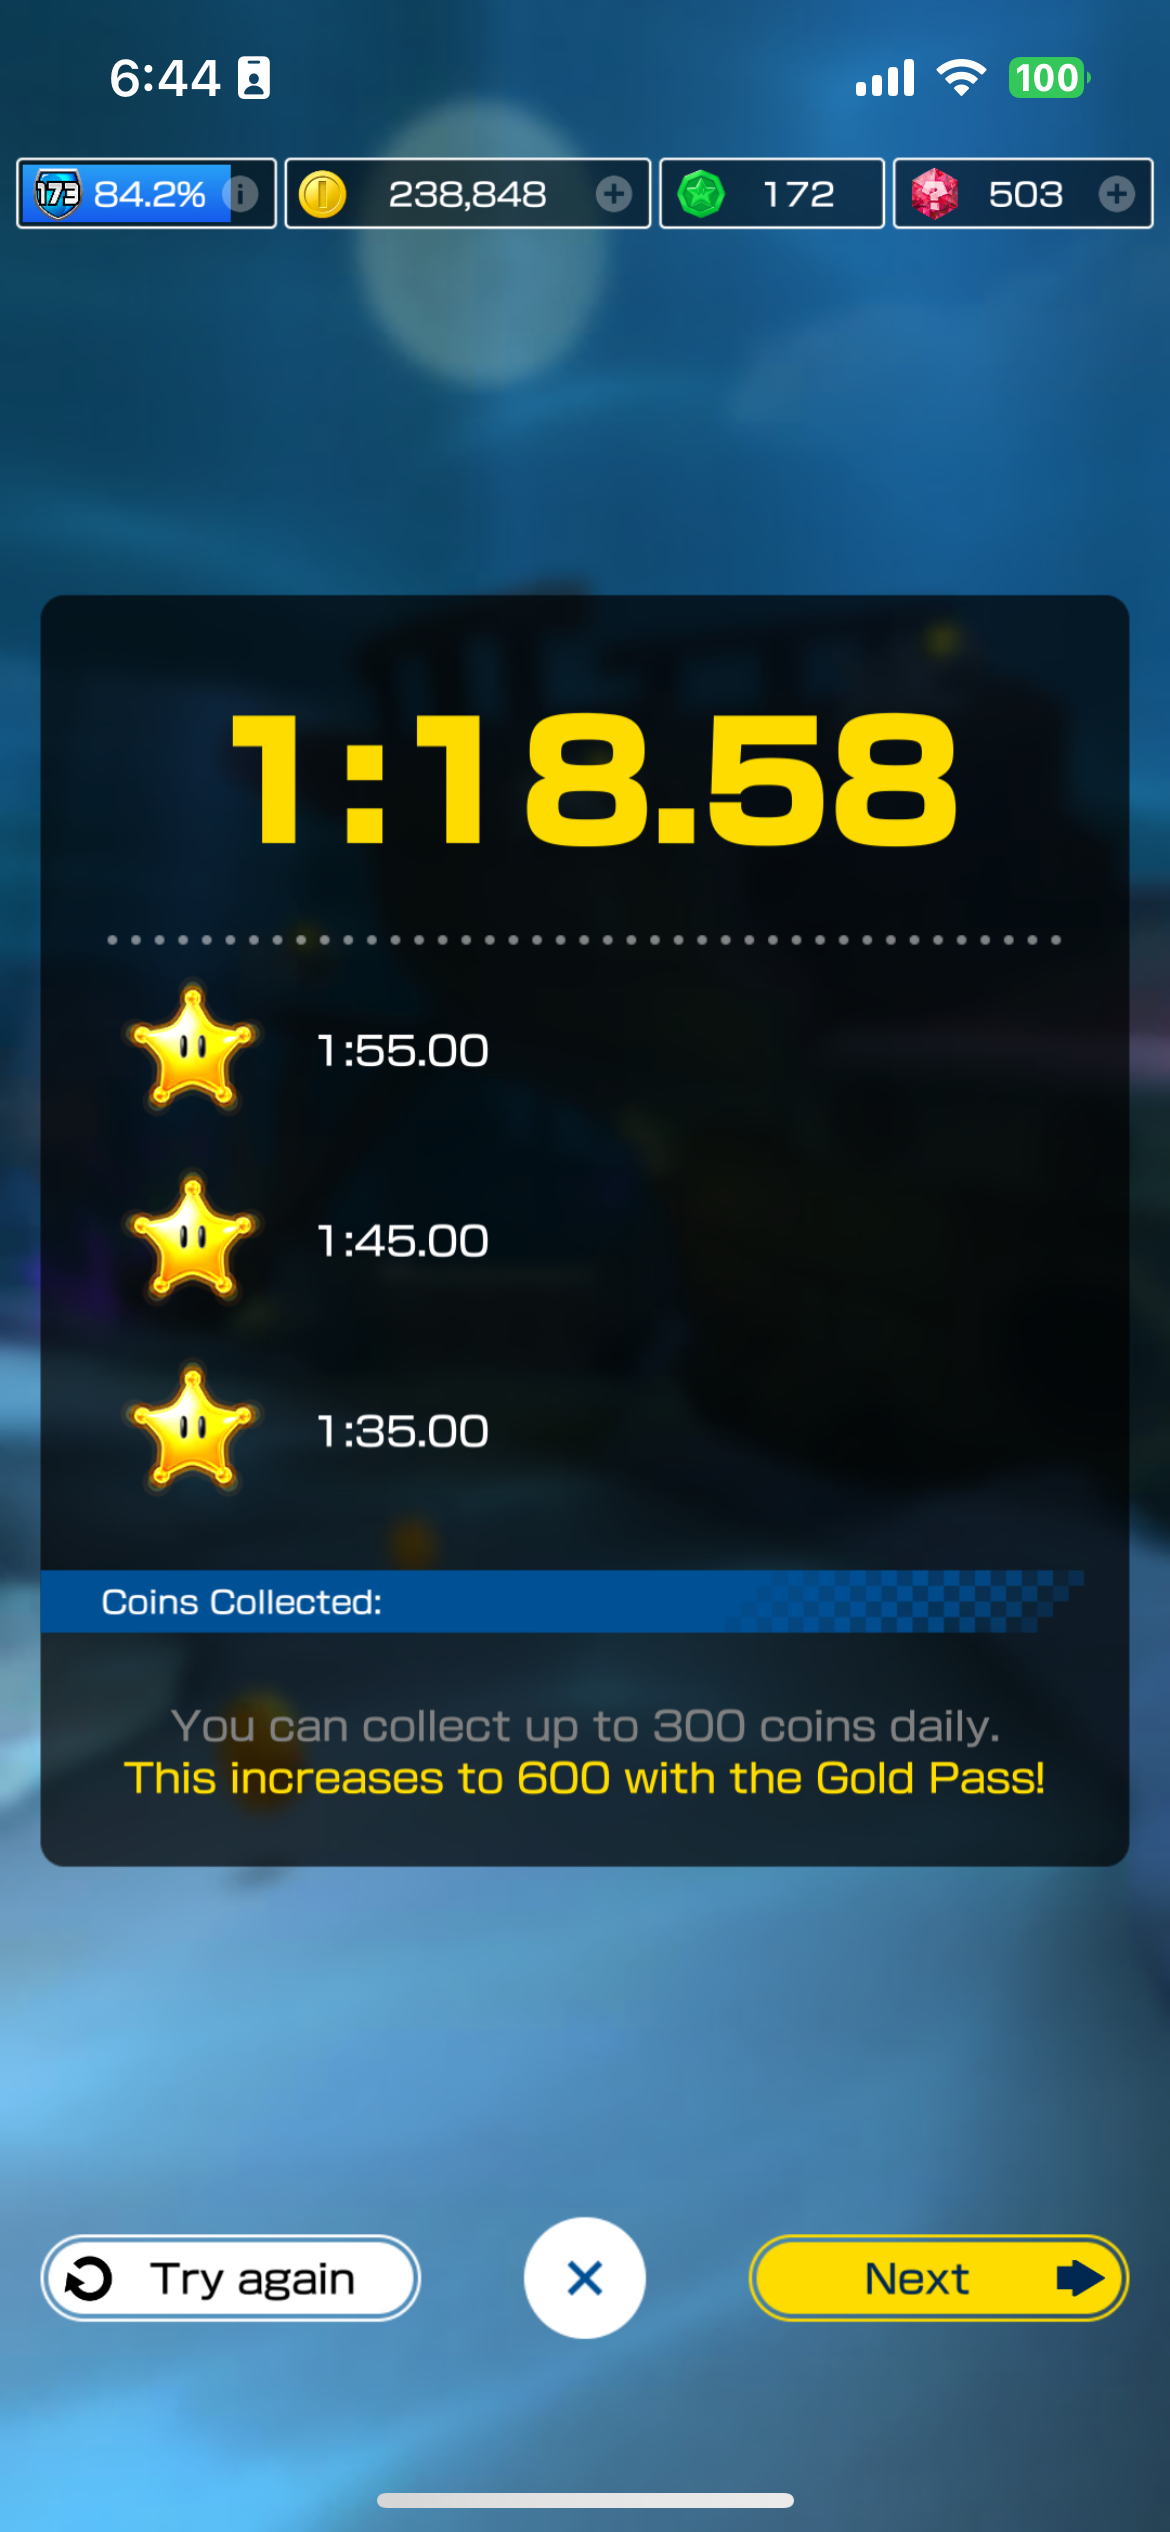 6:44 100
173 84.2% i 238,848 172 503
1:18.58
1:55.00
1:45.00
1:35.00
Coins Collected:
You can collect up to 300 coins daily.
This increases to 600 with the Gold Pass!
Try again Next